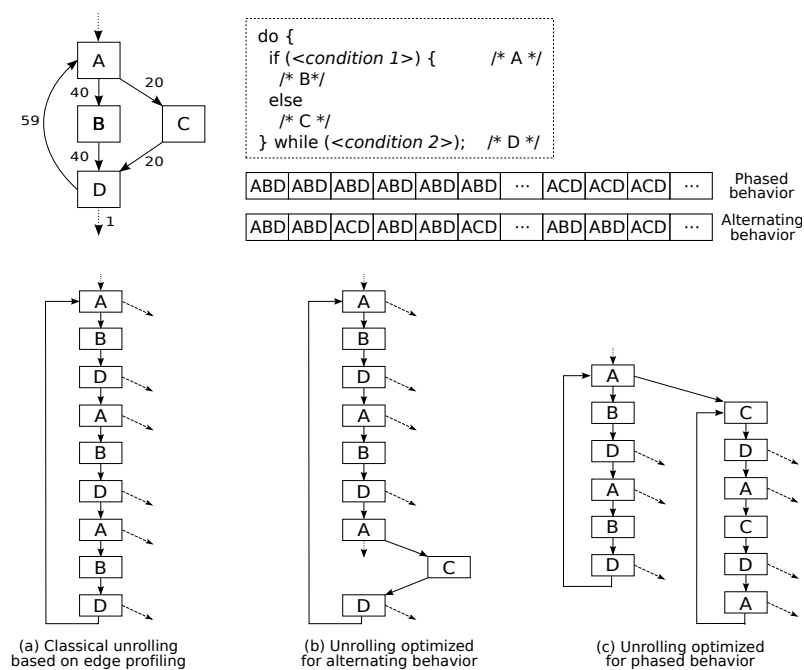 A
40
20
B
C
59
40
20
D
1
do {
if (<condition 1>) { /* A */
/* B*/
else
/* C */
} while (<condition 2>); /* D */
ABD ABD ABD ABD ABD ABD ... ACD ACD ACD ...
Phased
behavior
ABD ABD ACD ABD ABD ACD ... ABD ABD ACD ...
Alternating
behavior
A
B
D
A
B
D
A
B
D
(a) Classical unrolling
based on edge profiling
A
B
D
A
B
D
A
C
D
(b) Unrolling optimized
for alternating behavior
A
B
D
A
B
D
C
D
A
C
D
A
(c) Unrolling optimized
for phased behavior